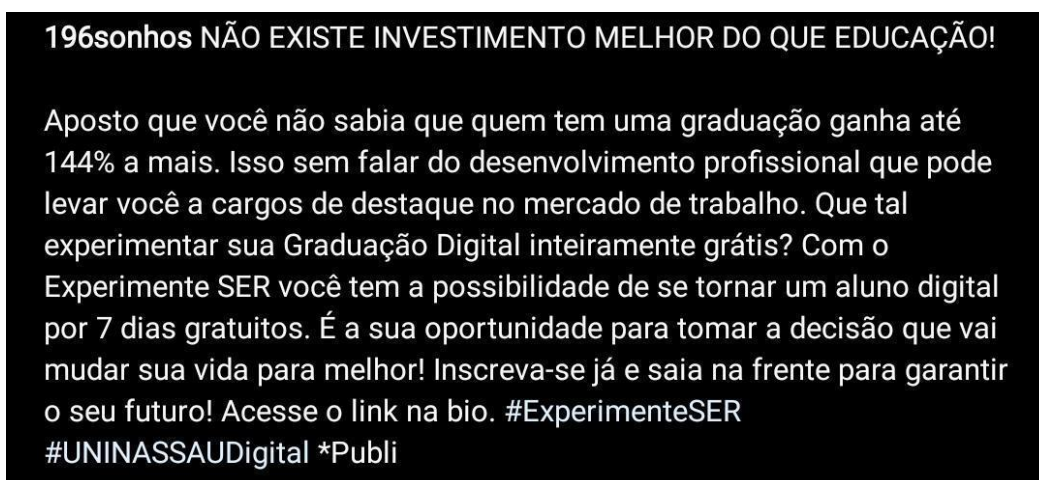 196sonhos NÃO EXISTE INVESTIMENTO MELHOR DO QUE EDUCAÇÃO!
Aposto que você não sabia que quem tem uma graduação ganha até
144% a mais. Isso sem falar do desenvolvimento profissional que pode
levar você a cargos de destaque no mercado de trabalho. Que tal
experimentar sua Graduação Digital inteiramente grátis? Com o
Experimente SER você tem a possibilidade de se tornar um aluno digital
por 7 dias gratuitos. É a sua oportunidade para tomar a decisão que vai
mudar sua vida para melhor! Inscreva-se já e saia na frente para garantir
o seu futuro! Acesse o link na bio. #ExperimenteSER
#UNINASSAUDigital *Publi